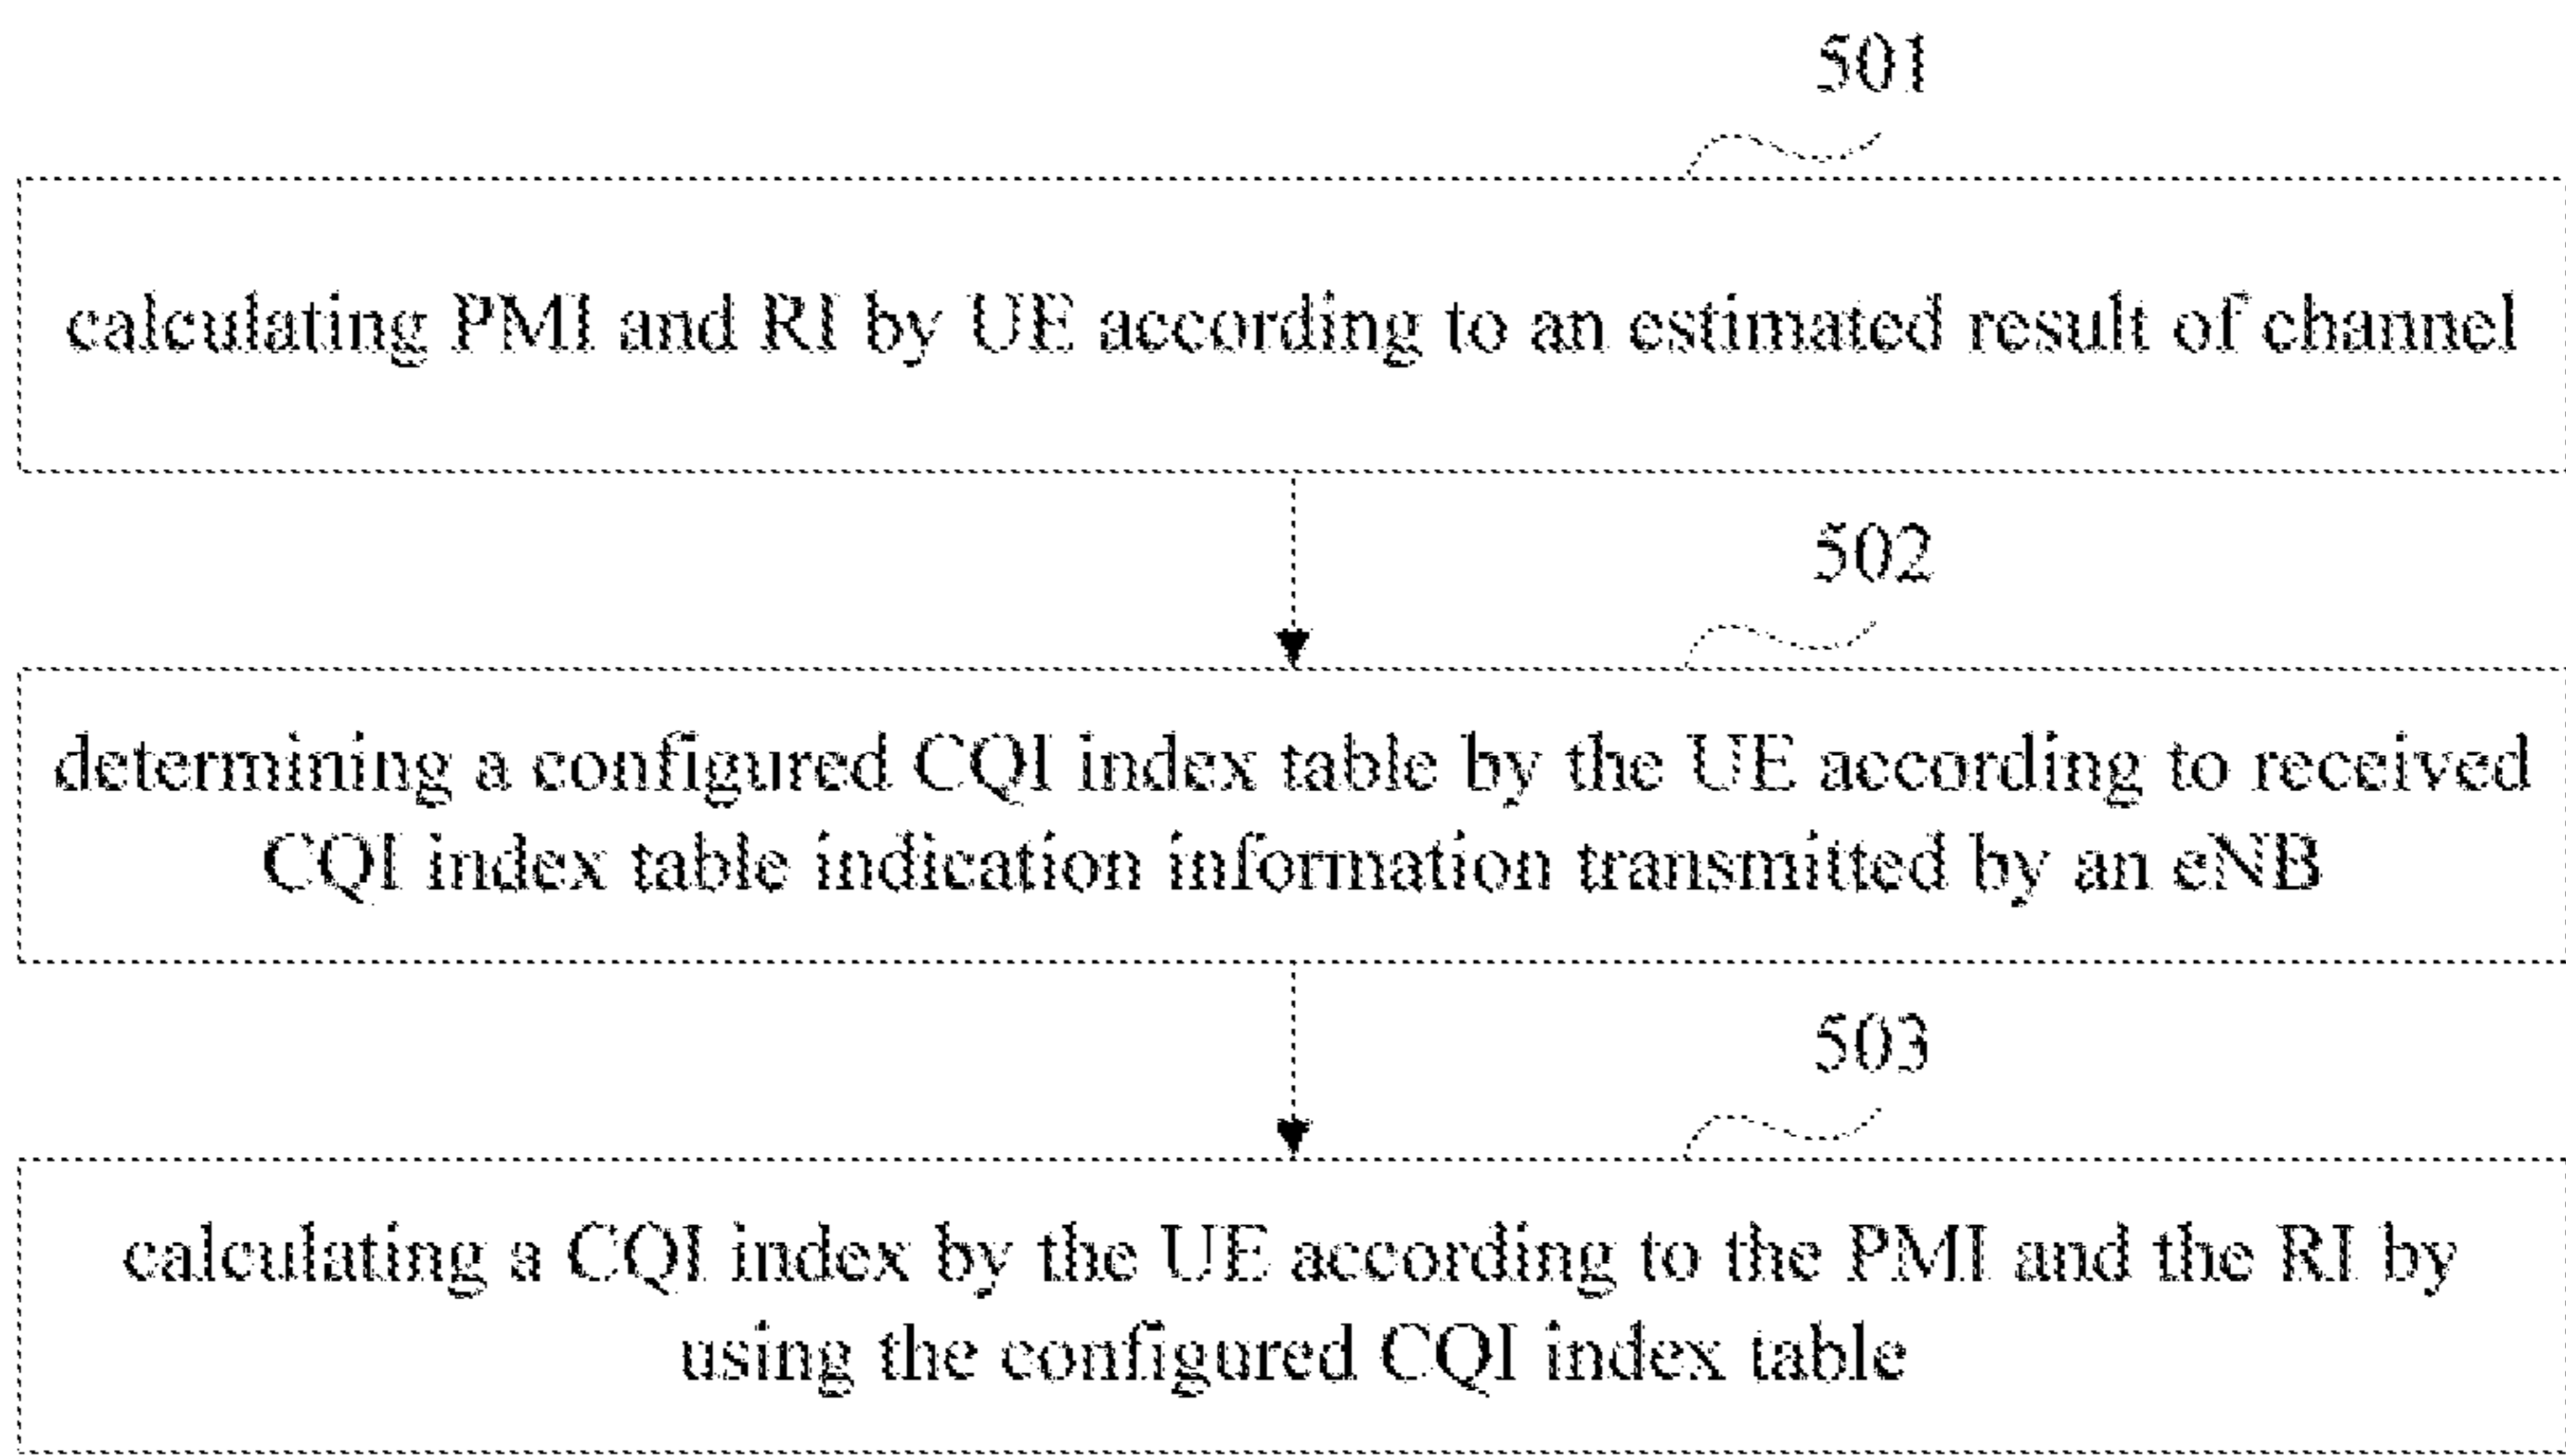 501
calculating PMI and RI by UE according to an estimated result of channel
502
determining a configured CQI index table by the UE according to received
CQI index table indication information transmitted by an eNB
503
calculating a CQI index by the UE according to the PMI and the RI by
using the configured CQI index table